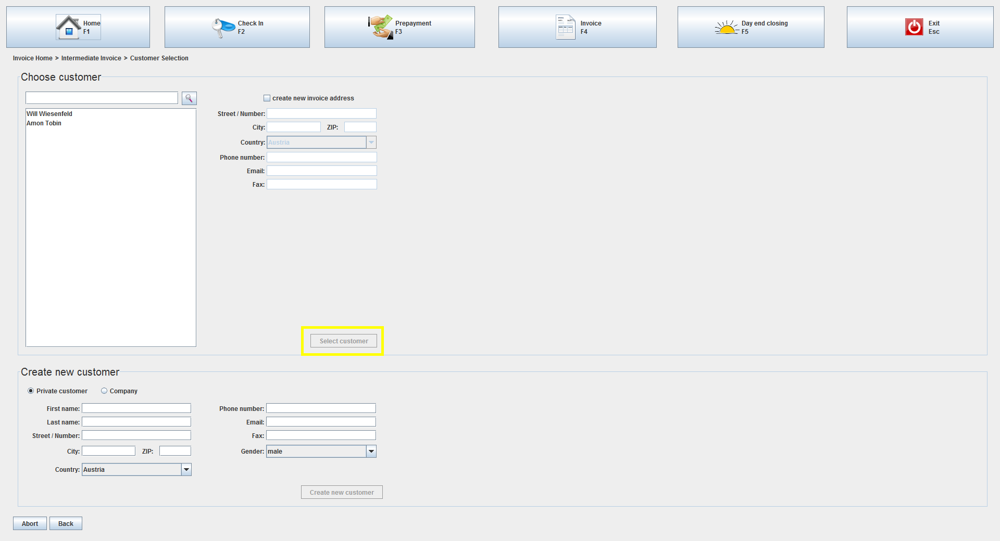 Home
F1
Check In
F2
Prepayment
F3
Invoice
F4
Day end closing
F5
Exit
Esc
Invoice Home > Intermediate Invoice > Customer Selection
Choose customer
create new invoice address
Will Wiesenfeld
Amon Tobin
Street / Number:
City:
ZIP:
Country:
Austria
Phone number:
Email:
Fax:
Select customer
Create new customer
Private customer
Company
First name:
Last name:
Street / Number:
City:
ZIP:
Country:
Austria
Phone number:
Email:
Fax:
Gender:
male
Create new customer
Abort
Back